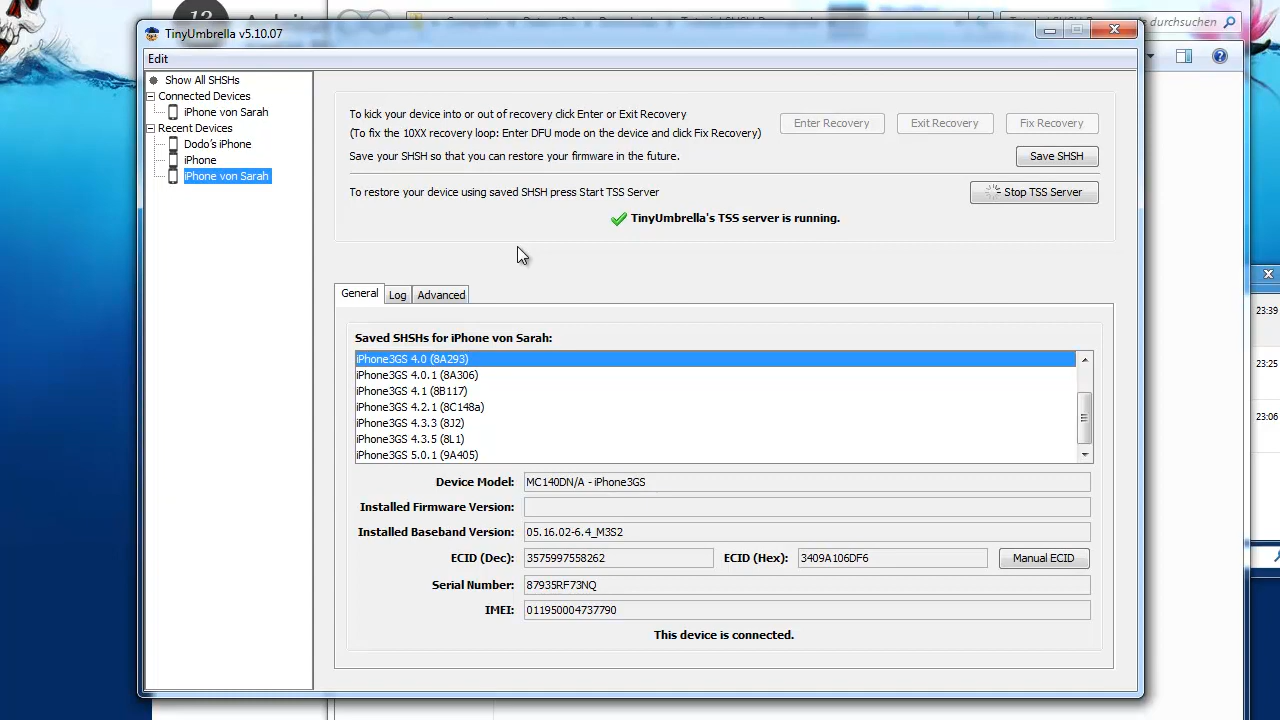 TinyUmbrella v5.10.07
durchsuchen
Edit
Show All SHSHs
Connected Devices
iPhone von Sarah
Recent Devices
Dodo's iPhone
iPhone
iPhone von Sarah
To kick your device into or out of recovery click Enter or Exit Recovery
(To fix the 10XX recovery loop: Enter DFU mode on the device and click Fix Recovery)
Enter Recovery
Exit Recovery
Fix Recovery
Save your SHSH so that you can restore your firmware in the future.
Save SHSH
To restore your device using saved SHSH press Start TSS Server
Stop TSS Server
TinyUmbrella's TSS server is running.
General
Log
Advanced
Saved SHSHs for iPhone von Sarah:
iPhone3GS 4.0 (8A293)
iPhone3GS 4.0.1 (8A306)
iPhone3GS 4.1 (8B117)
iPhone3GS 4.2.1 (8C148a)
iPhone3GS 4.3.3 (8J2)
iPhone3GS 4.3.5 (8L1)
iPhone3GS 5.0.1 (9A405)
Device Model: MC140DN/A - iPhone3GS
Installed Firmware Version:
Installed Baseband Version: 05.16.02-6.4_M3S2
ECID (Dec): 3575997558262 ECID (Hex): 3409A106DF6
Manual ECID
Serial Number: 87935RF73NQ
IMEI: 011950004737790
This device is connected.
23:39
23:25
23:06